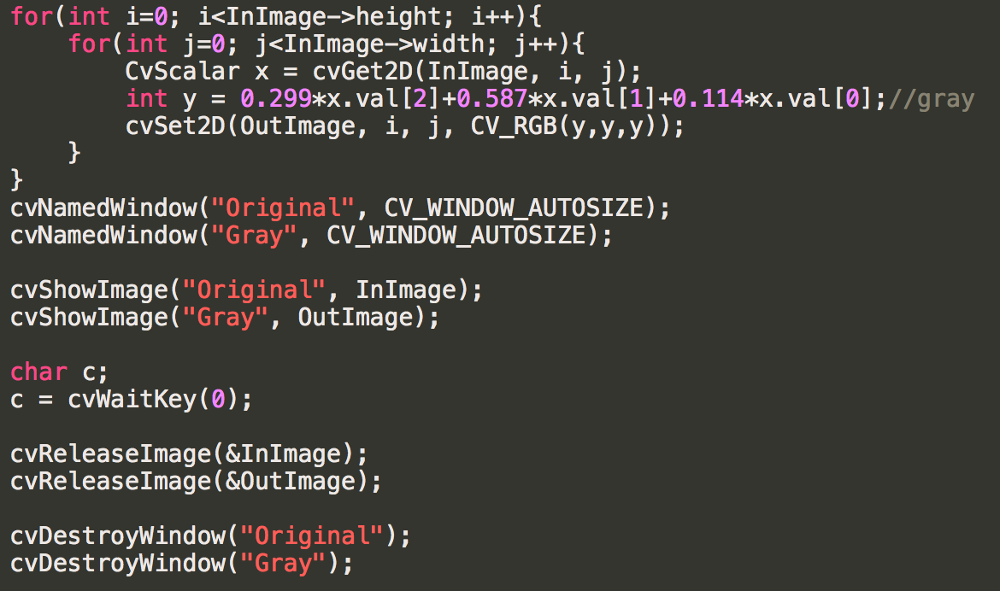 for(int i=0; i<InImage->height; i++){
    for(int j=0; j<InImage->width; j++){
        CvScalar x = cvGet2D(InImage, i, j);
        int y = 0.299*x.val[2]+0.587*x.val[1]+0.114*x.val[0];//gray
        cvSet2D(OutImage, i, j, CV_RGB(y,y,y));
    }
}
cvNamedWindow("Original", CV_WINDOW_AUTOSIZE);
cvNamedWindow("Gray", CV_WINDOW_AUTOSIZE);

cvShowImage("Original", InImage);
cvShowImage("Gray", OutImage);

char c;
c = cvWaitKey(0);

cvReleaseImage(&InImage);
cvReleaseImage(&OutImage);

cvDestroyWindow("Original");
cvDestroyWindow("Gray");